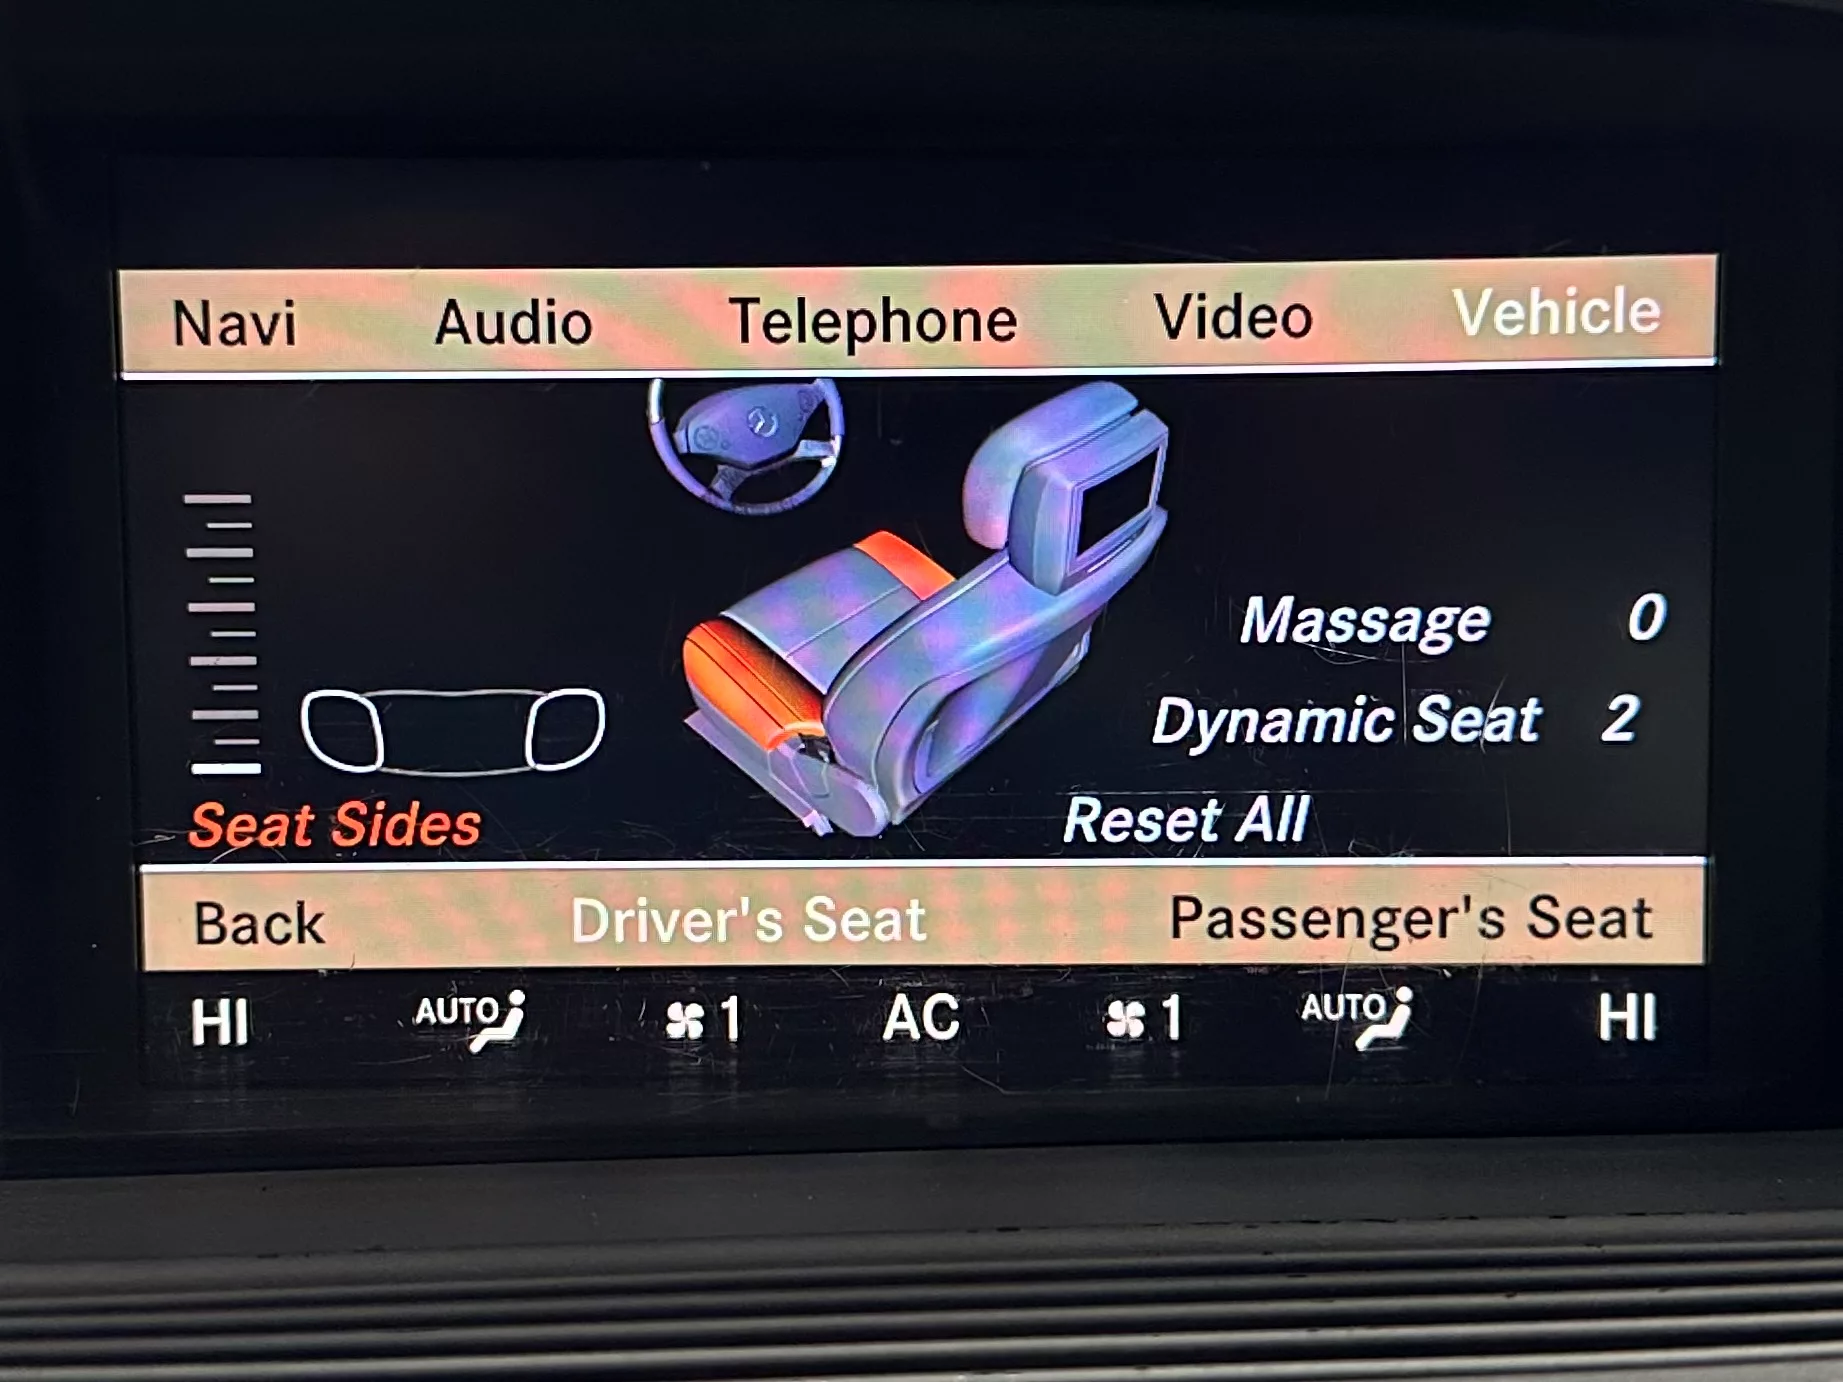 Navi Audio Telephone Video Vehicle
Massage 0
Dynamic Seat 2
Seat Sides Reset All
Back Driver's Seat Passenger's Seat
HI AUTO 1 AC 1 AUTO HI